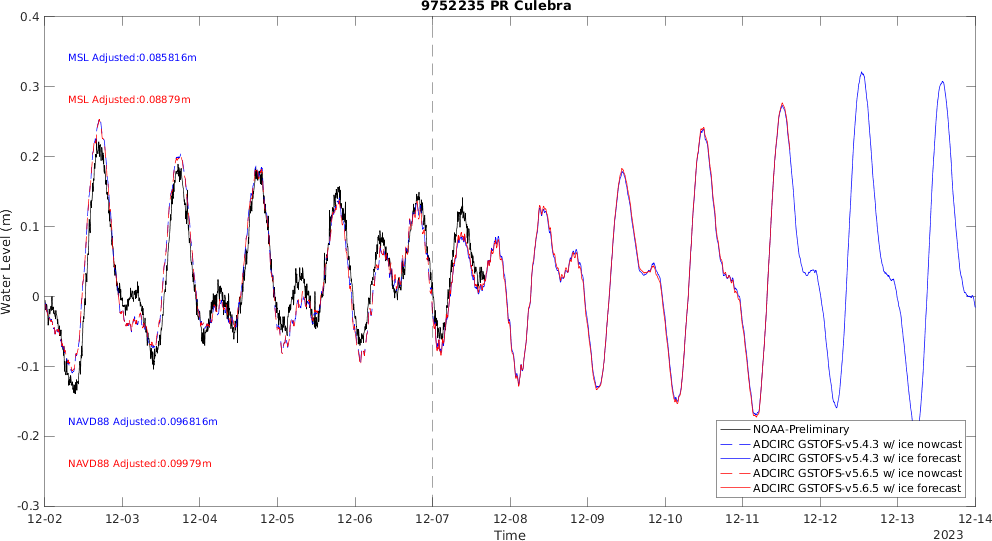 9752235 PR Culebra
0.4
0.3
0.2
0.1
0
-0.1
-0.2
-0.3
Water Level (m)
MSL Adjusted:0.085816m
MSL Adjusted:0.08879m
NAVD88 Adjusted:0.096816m
NAVD88 Adjusted:0.09979m
NOAA-Preliminary
ADCIRC GSTOFS-v5.4.3 w/ ice nowcast
ADCIRC GSTOFS-v5.4.3 w/ ice forecast
ADCIRC GSTOFS-v5.6.5 w/ ice nowcast
ADCIRC GSTOFS-v5.6.5 w/ ice forecast
12-02 12-03 12-04 12-05 12-06 12-07 12-08 12-09 12-10 12-11 12-12 12-13 12-14
Time
2023